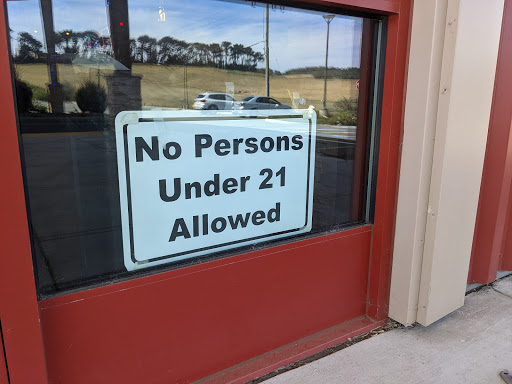 No Persons
Under 21
Allowed